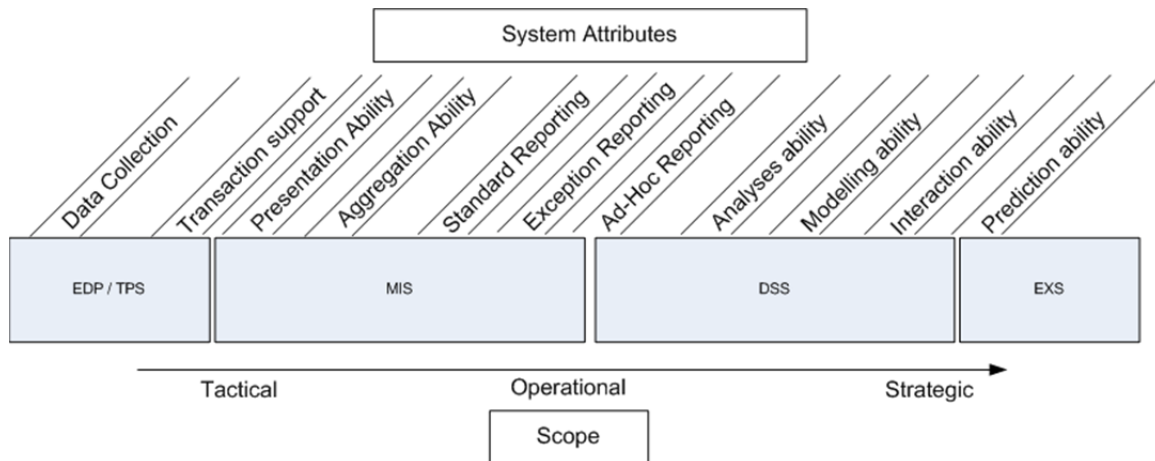 System Attributes
Data Collection
Transaction support
Presentation Ability
Aggregation Ability
Standard Reporting
Exception Reporting
Ad-Hoc Reporting
Analyses ability
Modelling ability
Interaction ability
Prediction ability
EDP / TPS
MIS
DSS
EXS
Tactical
Operational
Strategic
Scope